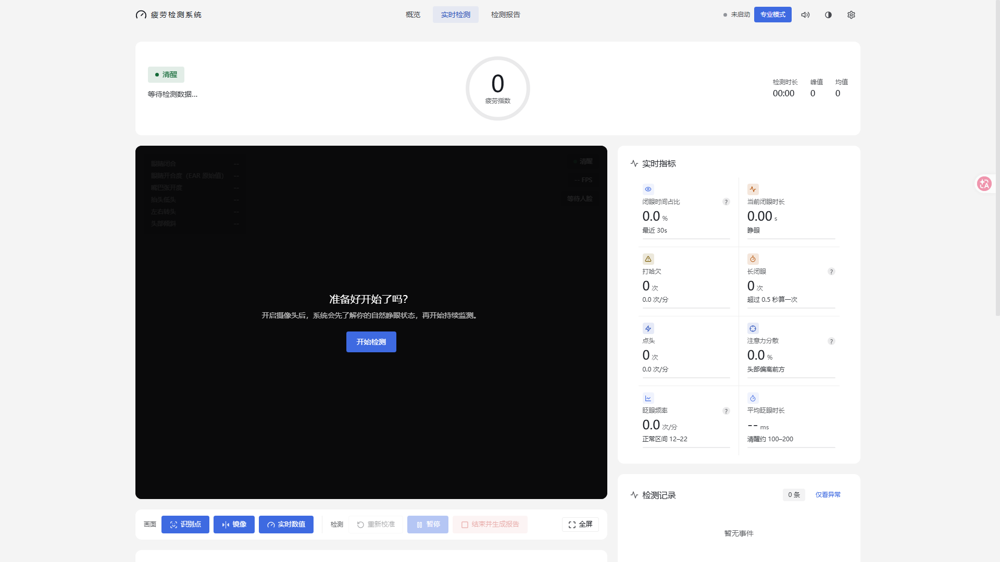 疲劳检测系统
概览
实时检测
检测报告
未启动
专业模式
清醒
等待检测数据...
0
疲劳指数
检测时长
峰值
均值
00:00
0
0
眼睛闭合
--
清醒
眼睛开合度（EAR 原始值）
--
-- FPS
嘴巴张开度
--
抬头低头
--
等待人脸
左右转头
--
头部倾斜
--
准备好开始了吗?
开启摄像头后，系统会先了解你的自然睁眼状态，再开始持续监测。
开始检测
实时指标
闭眼时间占比
?
0.0 %
最近 30s
当前闭眼时长
0.00 s
睁眼
打哈欠
0 次
0.0 次/分
长闭眼
?
0 次
超过 0.5 秒算一次
点头
0 次
0.0 次/分
注意力分散
?
0.0 %
头部偏离前方
眨眼频率
?
0.0 次/分
正常区间 12–22
平均眨眼时长
-- ms
清醒约 100–200
检测记录
0 条
仅看异常
暂无事件
画面
识别点
镜像
实时数值
检测
重新校准
暂停
结束并生成报告
全屏